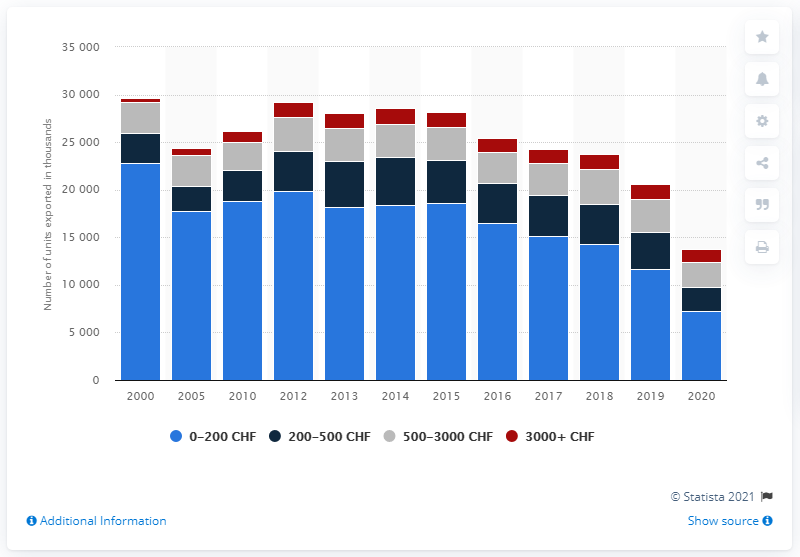 35 000
30 000
25 000
20 000
15 000
10 000
5 000
0
Number of units exported in thousands
2000 2005 2010 2012 2013 2014 2015 2016 2017 2018 2019 2020
0–200 CHF 200–500 CHF 500–3000 CHF 3000+ CHF
© Statista 2021
Additional Information
Show source